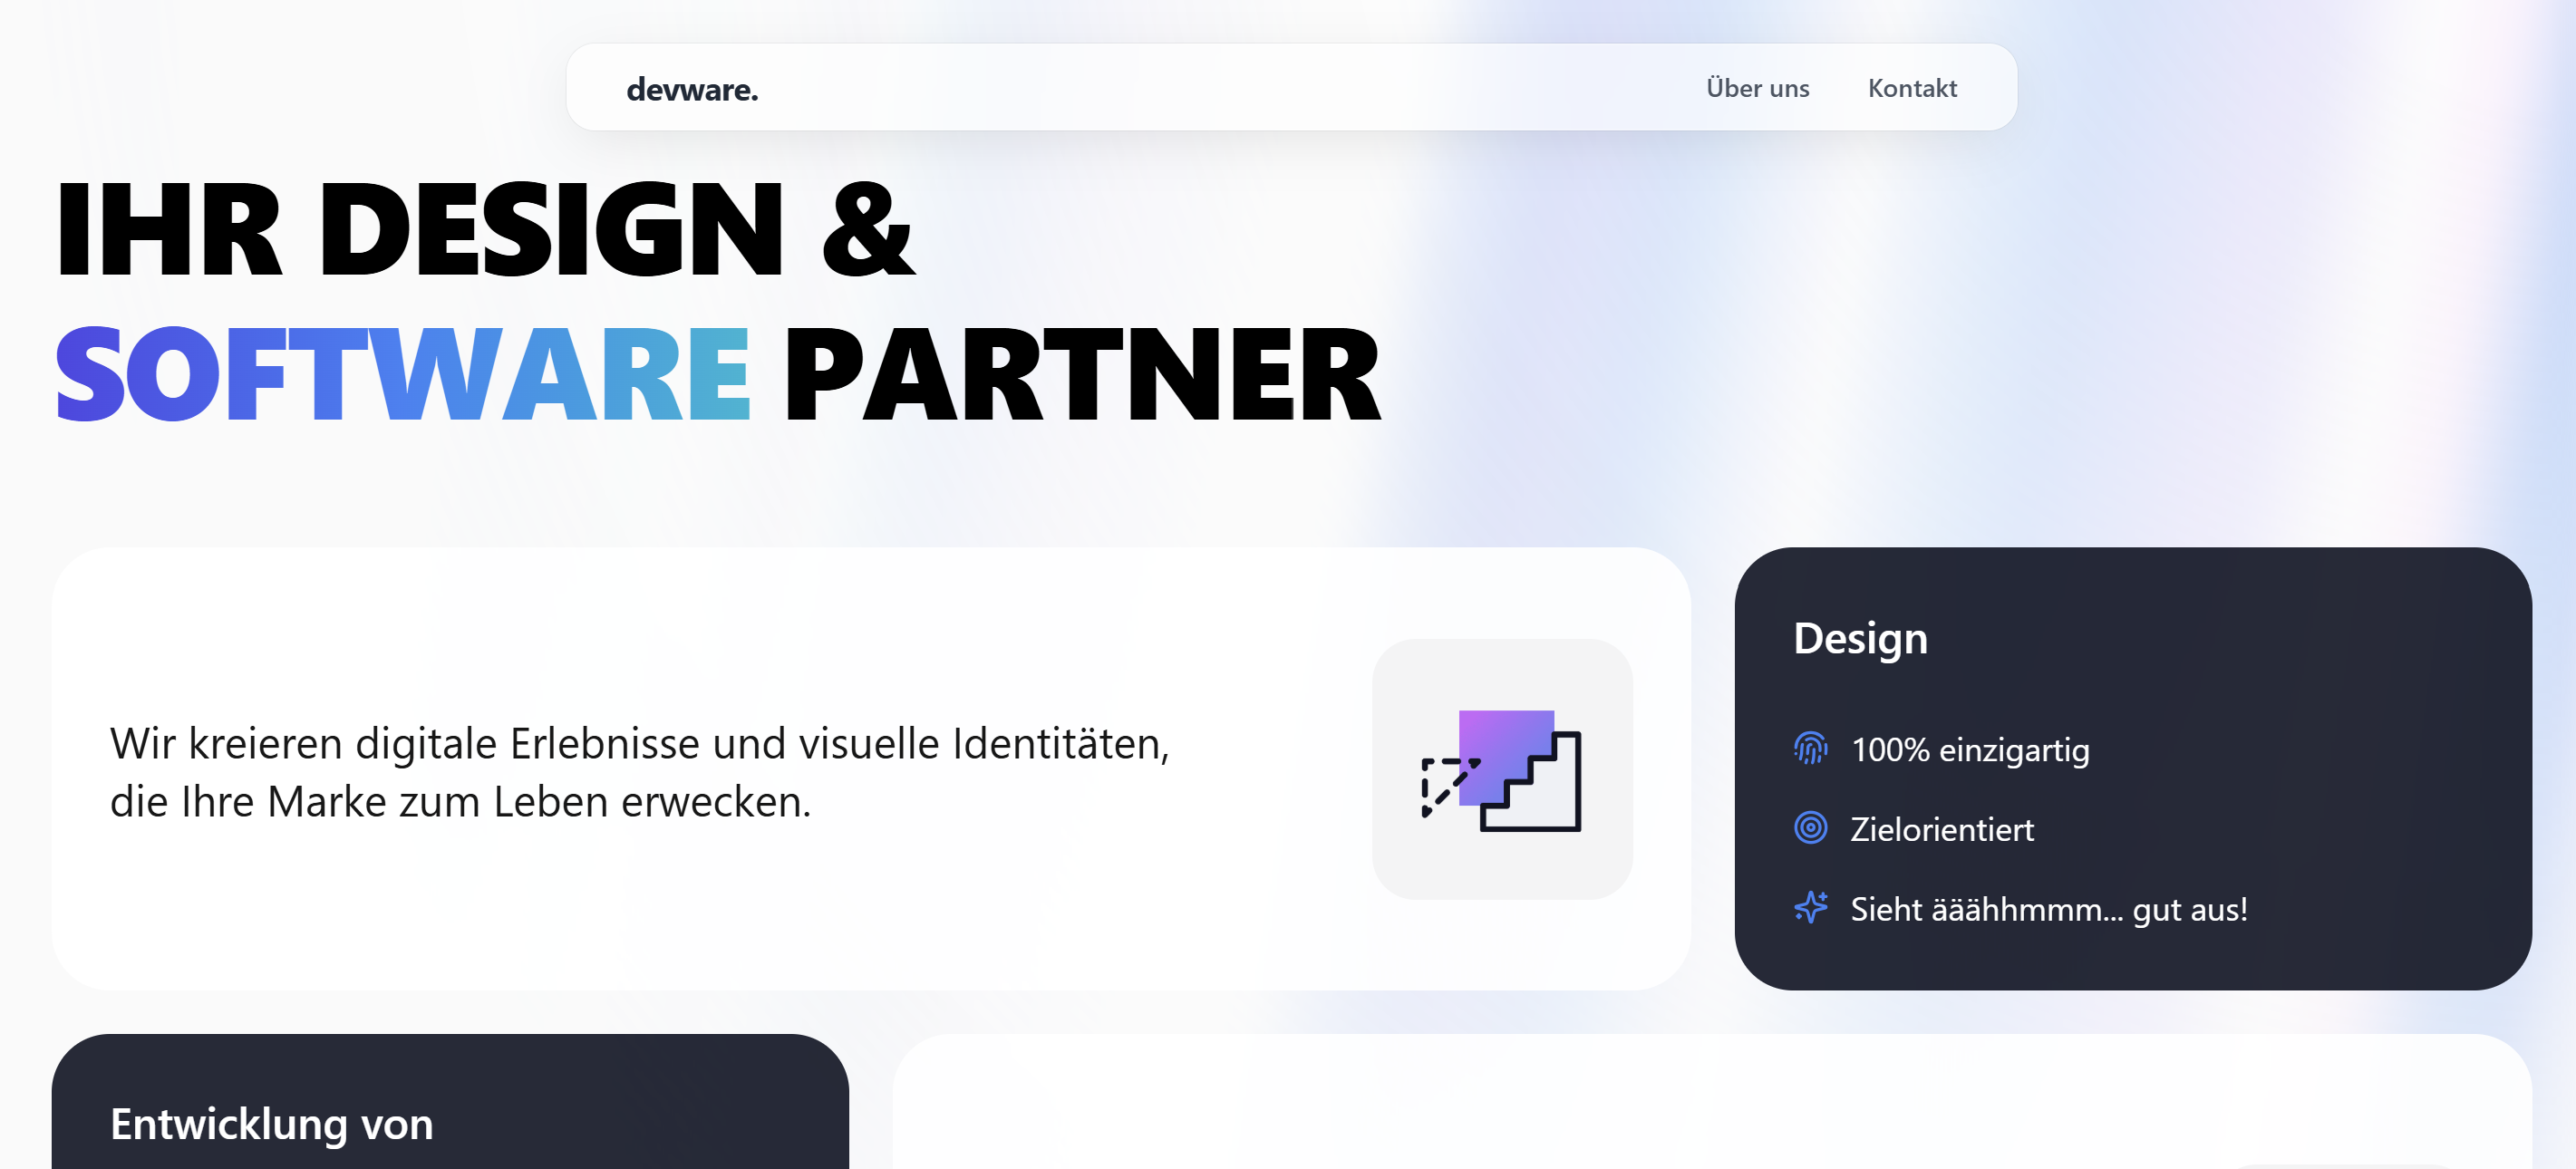 devware.
Über uns
Kontakt
IHR DESIGN &
SOFTWARE PARTNER
Wir kreieren digitale Erlebnisse und visuelle Identitäten,
die Ihre Marke zum Leben erwecken.
Design
100% einzigartig
Zielorientiert
Sieht ääähhmmm... gut aus!
Entwicklung von